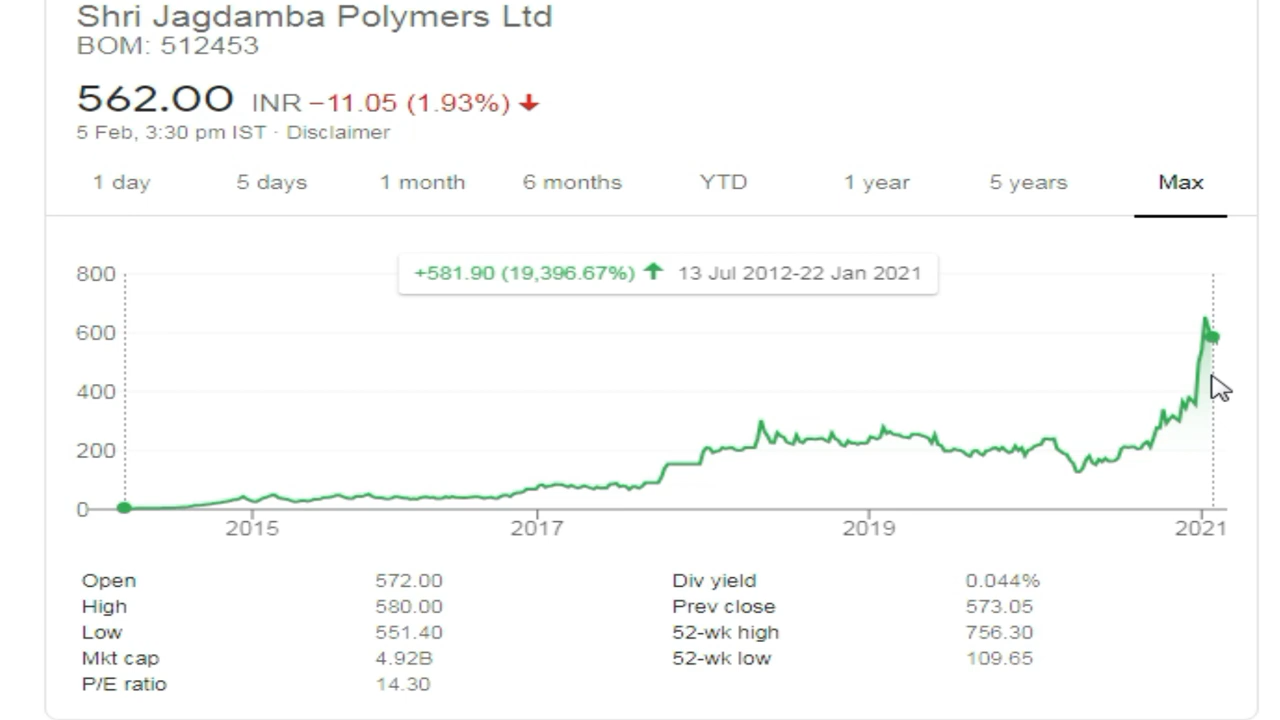 Shri Jagdamba Polymers Ltd
BOM: 512453
562.00 INR −11.05 (1.93%) ↓
5 Feb, 3:30 pm IST · Disclaimer
1 day 5 days 1 month 6 months YTD 1 year 5 years Max
+581.90 (19,396.67%) ↑ 13 Jul 2012-22 Jan 2021
800
600
400
200
0
2015 2017 2019 2021
Open 572.00 Div yield 0.044%
High 580.00 Prev close 573.05
Low 551.40 52-wk high 756.30
Mkt cap 4.92B 52-wk low 109.65
P/E ratio 14.30